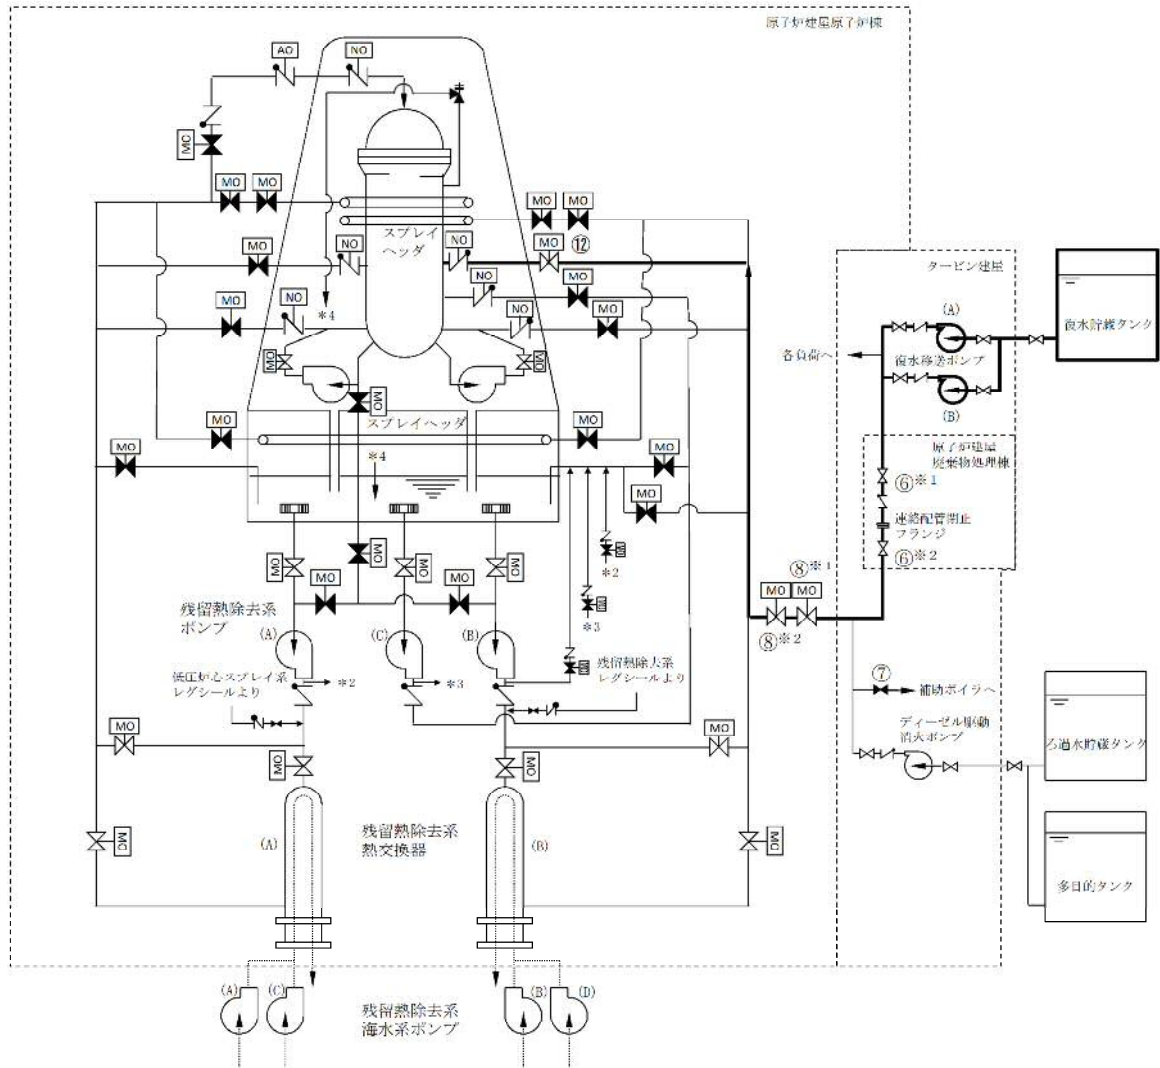 原子炉建屋原子炉棟
AO
NO
MO
MO
MO
MO
MO
スプレイ
ヘッダ
NO
MO
⑫
MO
NO
NO
MO
MO
NO
*4
NO
MO
MO
MO
MO
スプレイヘッダ
MO
MO
MO
*4
MO
MO
タービン建屋
(A)
復水貯蔵タンク
各負荷へ
復水移送ポンプ
(B)
原子炉建屋
廃棄物処理棟
⑥※1
連絡配管閉止
フランジ
⑥※2
MO
MO
MO
MO
*2
MO
MO
*3
⑧※1
MO
MO
⑧※2
残留熱除去系
ポンプ
(A)
(C)
(B)
低圧炉心スプレイ系
レグシールより
*2
*3
残留熱除去系
レグシールより
⑦
補助ボイラへ
ディーゼル駆動
消火ポンプ
ろ過水貯蔵タンク
MO
MO
MO
MO
MO
MO
(A)
残留熱除去系
熱交換器
(B)
多目的タンク
(A)
(C)
残留熱除去系
海水系ポンプ
(B)
(D)